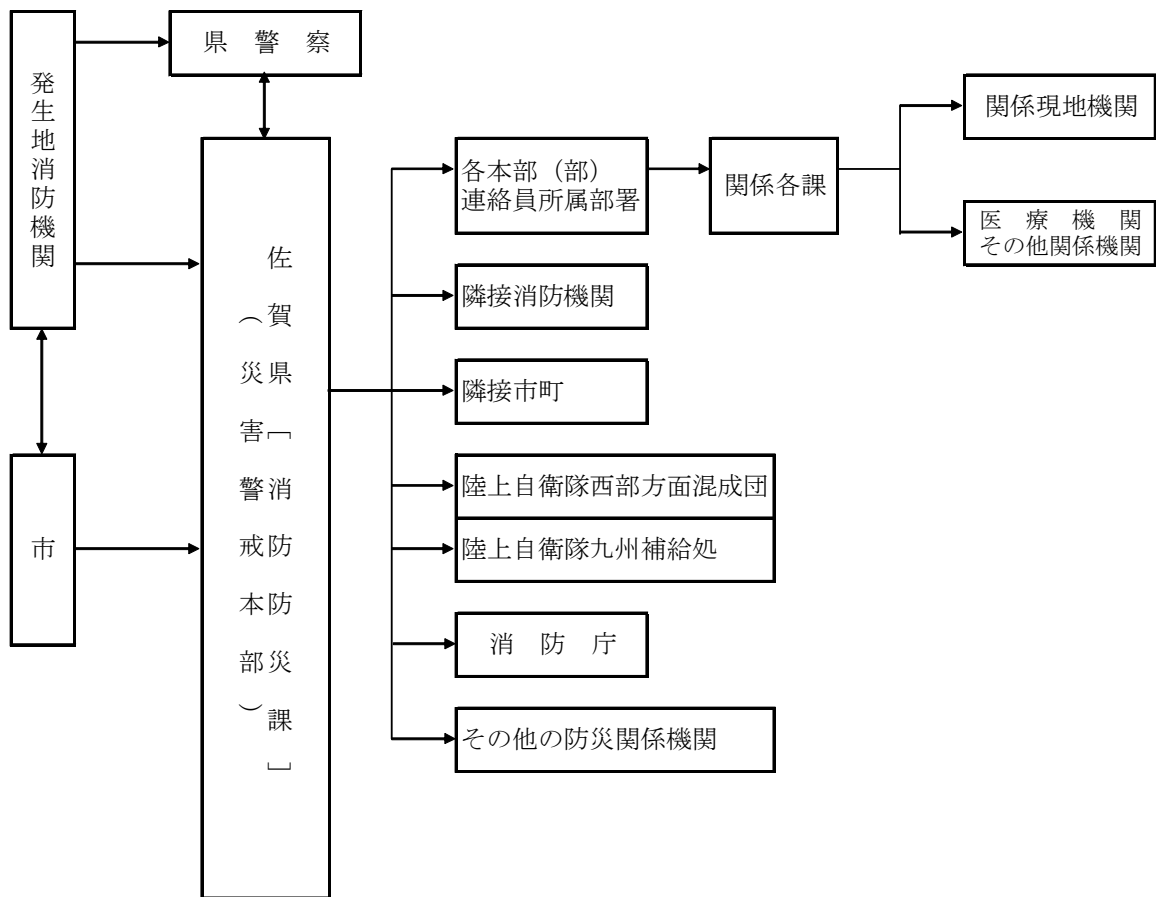 発生地消防機関
県警察
市
佐賀県［消防防災課］
（災害警戒本部）
各本部（部）
連絡員所属部署
関係各課
関係現地機関
医療機関
その他関係機関
隣接消防機関
隣接市町
陸上自衛隊西部方面混成団
陸上自衛隊九州補給処
消防庁
その他の防災関係機関